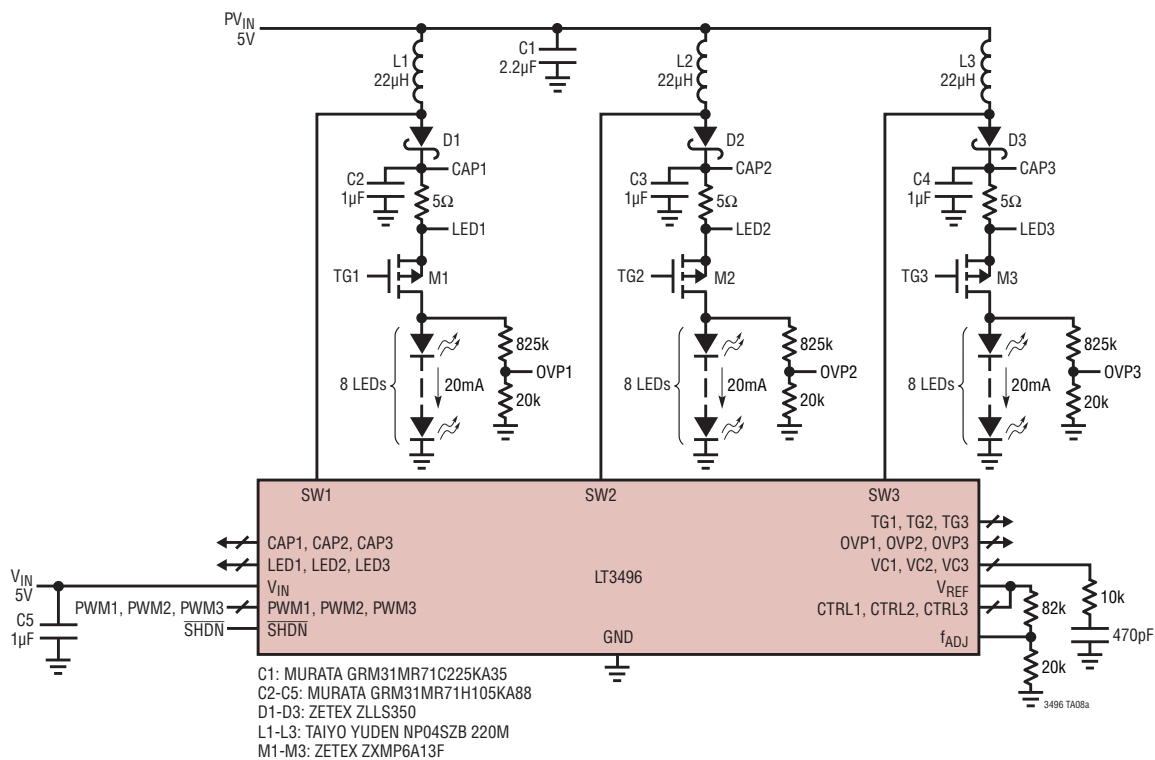 PVIN
5V
C1
2.2µF
L1
22µH
L2
22µH
L3
22µH
D1
D2
D3
CAP1
CAP2
CAP3
C2
1µF
C3
1µF
C4
1µF
5Ω
5Ω
5Ω
LED1
LED2
LED3
TG1
M1
TG2
M2
TG3
M3
825k
825k
825k
8 LEDs
20mA
OVP1
8 LEDs
20mA
OVP2
8 LEDs
20mA
OVP3
20k
20k
20k
SW1
SW2
SW3
TG1, TG2, TG3
CAP1, CAP2, CAP3
OVP1, OVP2, OVP3
LED1, LED2, LED3
LT3496
VC1, VC2, VC3
VIN
5V
VIN
VREF
10k
82k
C5
1µF
PWM1, PWM2, PWM3
PWM1, PWM2, PWM3
CTRL1, CTRL2, CTRL3
SHDN
SHDN
GND
fADJ
470pF
20k
3496 TA08a
C1: MURATA GRM31MR71C225KA35
C2-C5: MURATA GRM31MR71H105KA88
D1-D3: ZETEX ZLLS350
L1-L3: TAIYO YUDEN NP04SZB 220M
M1-M3: ZETEX ZXMP6A13F